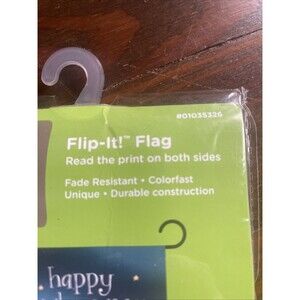 #01035326
Flip-It!™ Flag
Read the print on both sides
Fade Resistant • Colorfast
Unique • Durable construction
happy